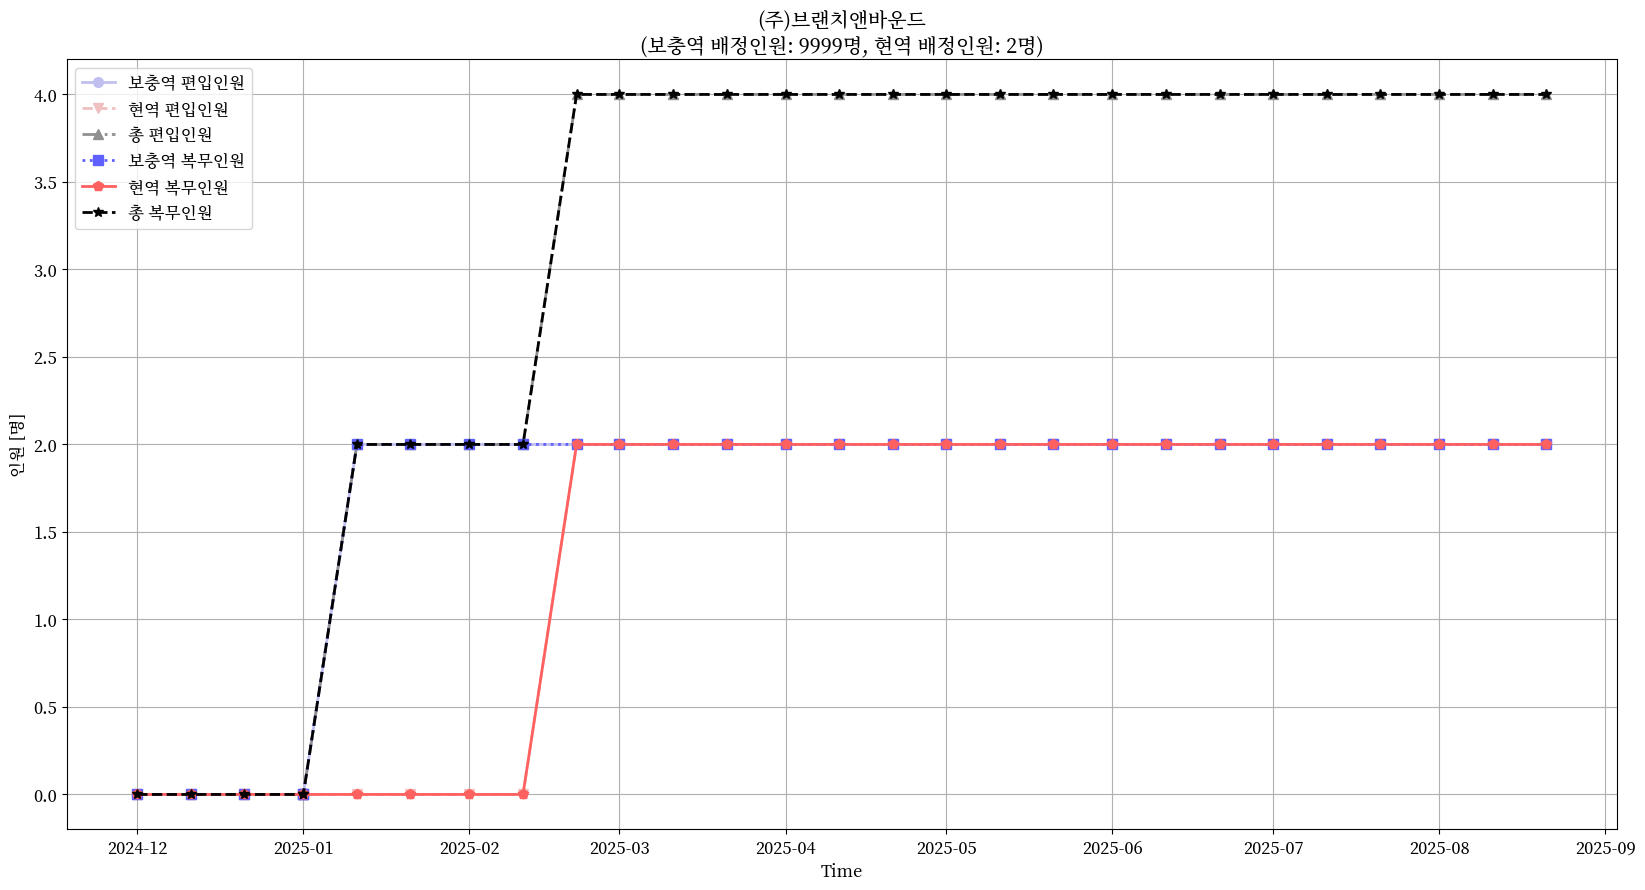 (주)브랜치앤바운드
(보충역 배정인원: 9999명, 현역 배정인원: 2명)
보충역 편입인원
현역 편입인원
총 편입인원
보충역 복무인원
현역 복무인원
총 복무인원
4.0
3.5
3.0
2.5
2.0
1.5
1.0
0.5
0.0
인원 [명]
2024-12 2025-01 2025-02 2025-03 2025-04 2025-05 2025-06 2025-07 2025-08 2025-09
Time